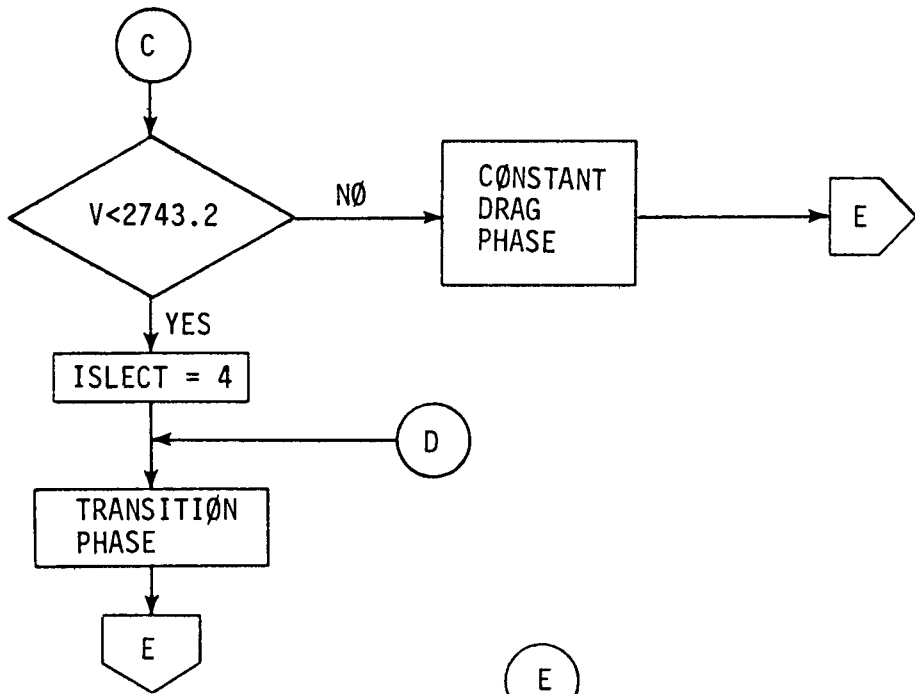 C
V<2743.2
NØ
CØNSTANT
DRAG
PHASE
E
YES
ISLECT = 4
D
TRANSITIØN
PHASE
E
E